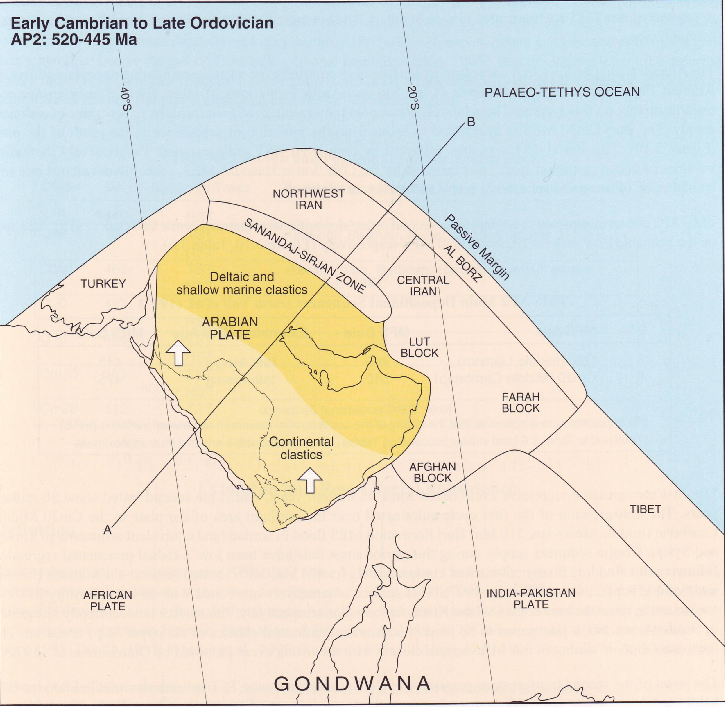 Early Cambrian to Late Ordovician
AP2: 520-445 Ma
40°S
20°S
PALAEO-TETHYS OCEAN
B
NORTHWEST
IRAN
SANANDAJ-SIRJAN ZONE
Passive Margin
AL BORZ
TURKEY
Deltaic and
shallow marine clastics
CENTRAL
IRAN
ARABIAN
PLATE
LUT
BLOCK
FARAH
BLOCK
Continental
clastics
AFGHAN
BLOCK
TIBET
A
AFRICAN
PLATE
INDIA-PAKISTAN
PLATE
GONDWANA